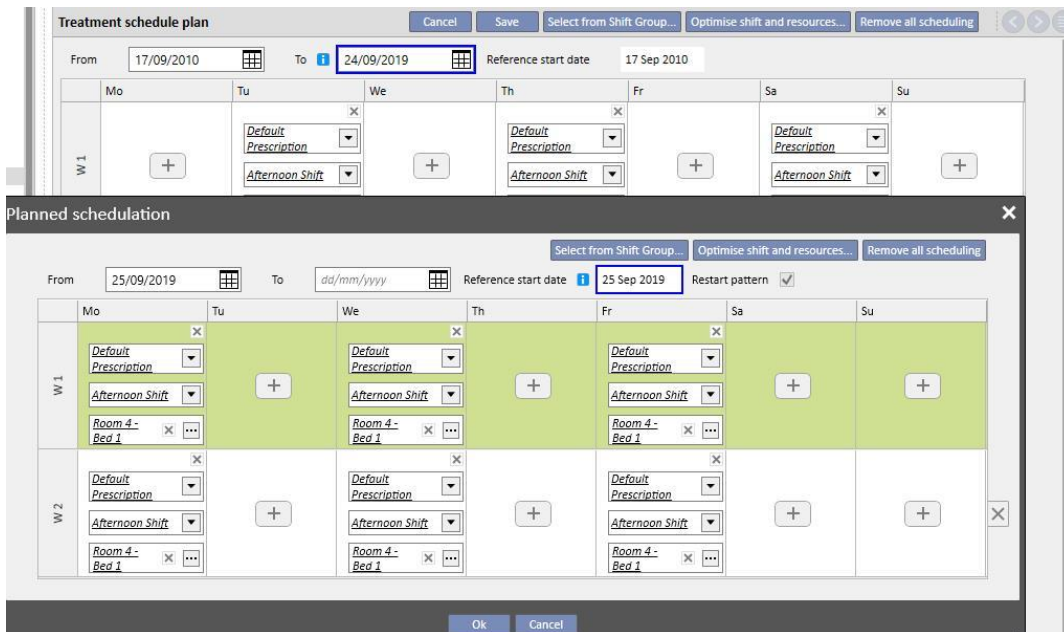 Treatment schedule plan Cancel Save Select from Shift Group... Optimise shift and resources... Remove all scheduling
From 17/09/2010 To 24/09/2019 Reference start date 17 Sep 2010
Mo Tu We Th Fr Sa Su
Default Prescription Default Prescription Default Prescription
W 1
Afternoon Shift Afternoon Shift Afternoon Shift
Planned schedulation
Select from Shift Group... Optimise shift and resources... Remove all scheduling
From 25/09/2019 To dd/mm/yyyy Reference start date 25 Sep 2019 Restart pattern
Mo Tu We Th Fr Sa Su
Default Prescription Default Prescription Default Prescription
W 1
Afternoon Shift Afternoon Shift Afternoon Shift
Room 4 - Bed 1 Room 4 - Bed 1 Room 4 - Bed 1
Default Prescription Default Prescription Default Prescription
W 2
Afternoon Shift Afternoon Shift Afternoon Shift
Room 4 - Bed 1 Room 4 - Bed 1 Room 4 - Bed 1
Ok Cancel